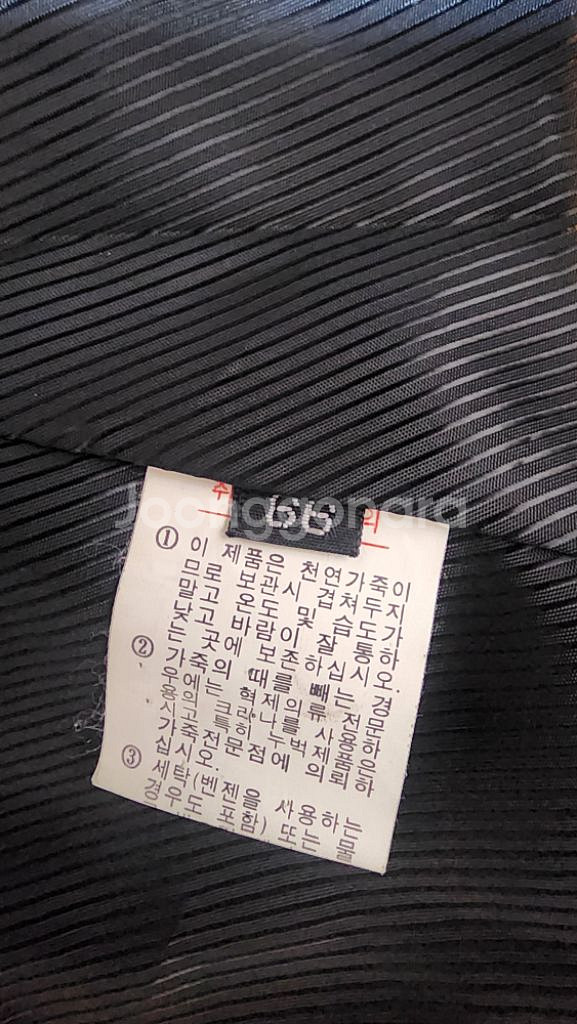 주 66 의
Joonggonara
① 이 제품은 천연가죽이
므로 보관시 겹쳐두지
말고 온도 및 습도가
낮고 바람이 잘 통하
는 곳에 보존하십시오.
② 가죽의 때를 빼는 경
우에는 혁제의류 전문
용의 크리너를 사용하
시고 특히, 누벅제품은
가죽전문점에 의뢰하
십시오.
③ 세탁(벤젠을 사용하는
경우도 포함) 또는 물